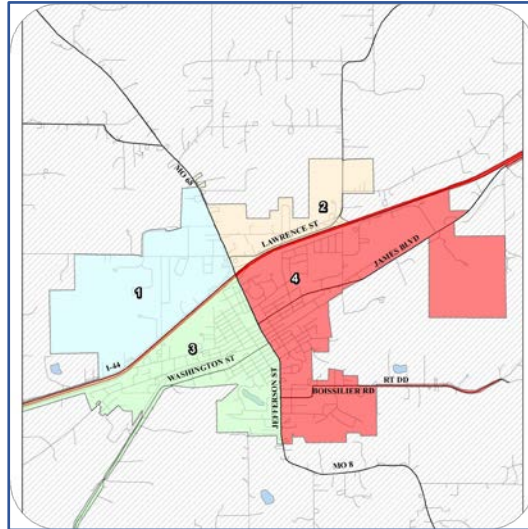 MO 68
2
LAWRENCE ST
1
4
JAMES BLVD
3
I-44
WASHINGTON ST
JEFFERSON ST
RT DD
BOISSILIER RD
MO 8